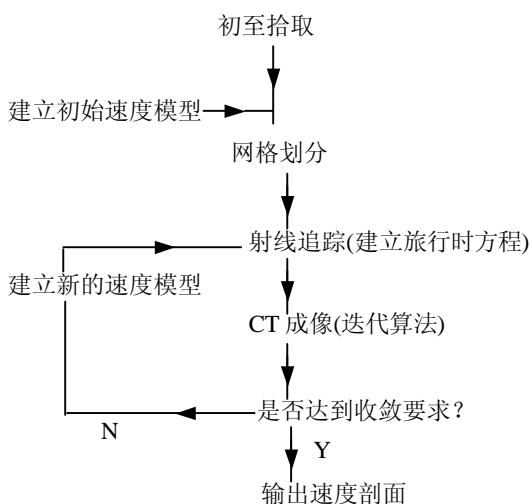 初至拾取
建立初始速度模型
网格划分
射线追踪(建立旅行时方程)
建立新的速度模型
CT 成像(迭代算法)
是否达到收敛要求?
N
Y
输出速度剖面